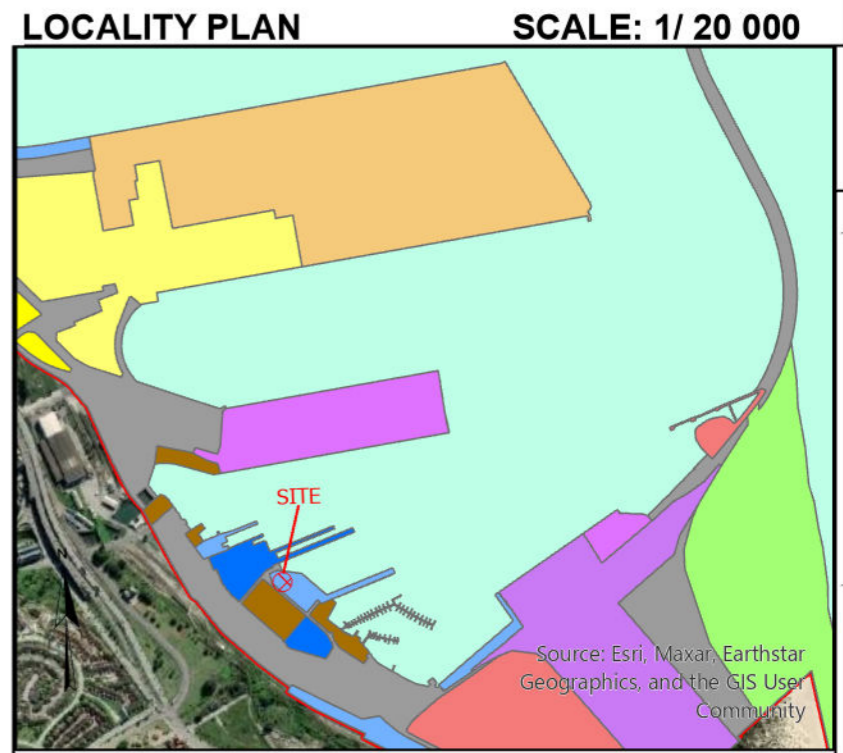 LOCALITY PLAN SCALE: 1/ 20 000
SITE
Source: Esri, Maxar, Earthstar
Geographics, and the GIS User
Community